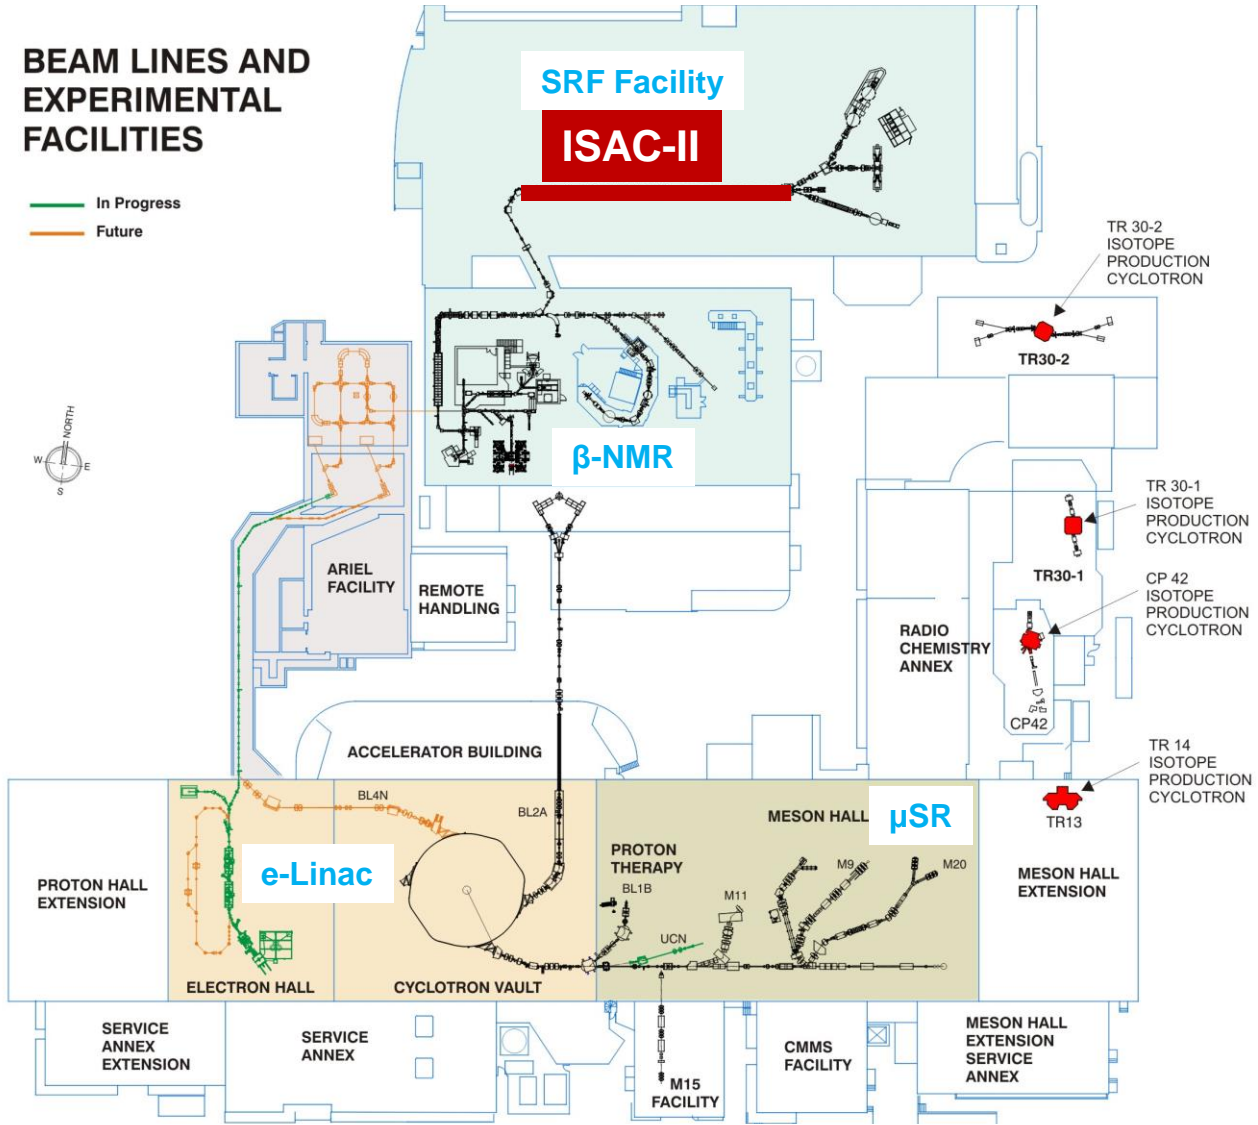 BEAM LINES AND
EXPERIMENTAL
FACILITIES
In Progress
Future
SRF Facility
ISAC-II
TR 30-2
ISOTOPE
PRODUCTION
CYCLOTRON
TR30-2
NORTH
W
E
S
β-NMR
TR 30-1
ISOTOPE
PRODUCTION
CYCLOTRON
TR30-1
ARIEL
FACILITY
REMOTE
HANDLING
CP 42
ISOTOPE
PRODUCTION
CYCLOTRON
RADIO
CHEMISTRY
ANNEX
CP42
ACCELERATOR BUILDING
TR 14
ISOTOPE
PRODUCTION
CYCLOTRON
BL4N
BL2A
MESON HALL
µSR
TR13
e-Linac
PROTON
THERAPY
BL1B
M9
M20
M11
UCN
PROTON HALL
EXTENSION
MESON HALL
EXTENSION
ELECTRON HALL
CYCLOTRON VAULT
SERVICE
ANNEX
EXTENSION
SERVICE
ANNEX
M15
FACILITY
CMMS
FACILITY
MESON HALL
EXTENSION
SERVICE
ANNEX